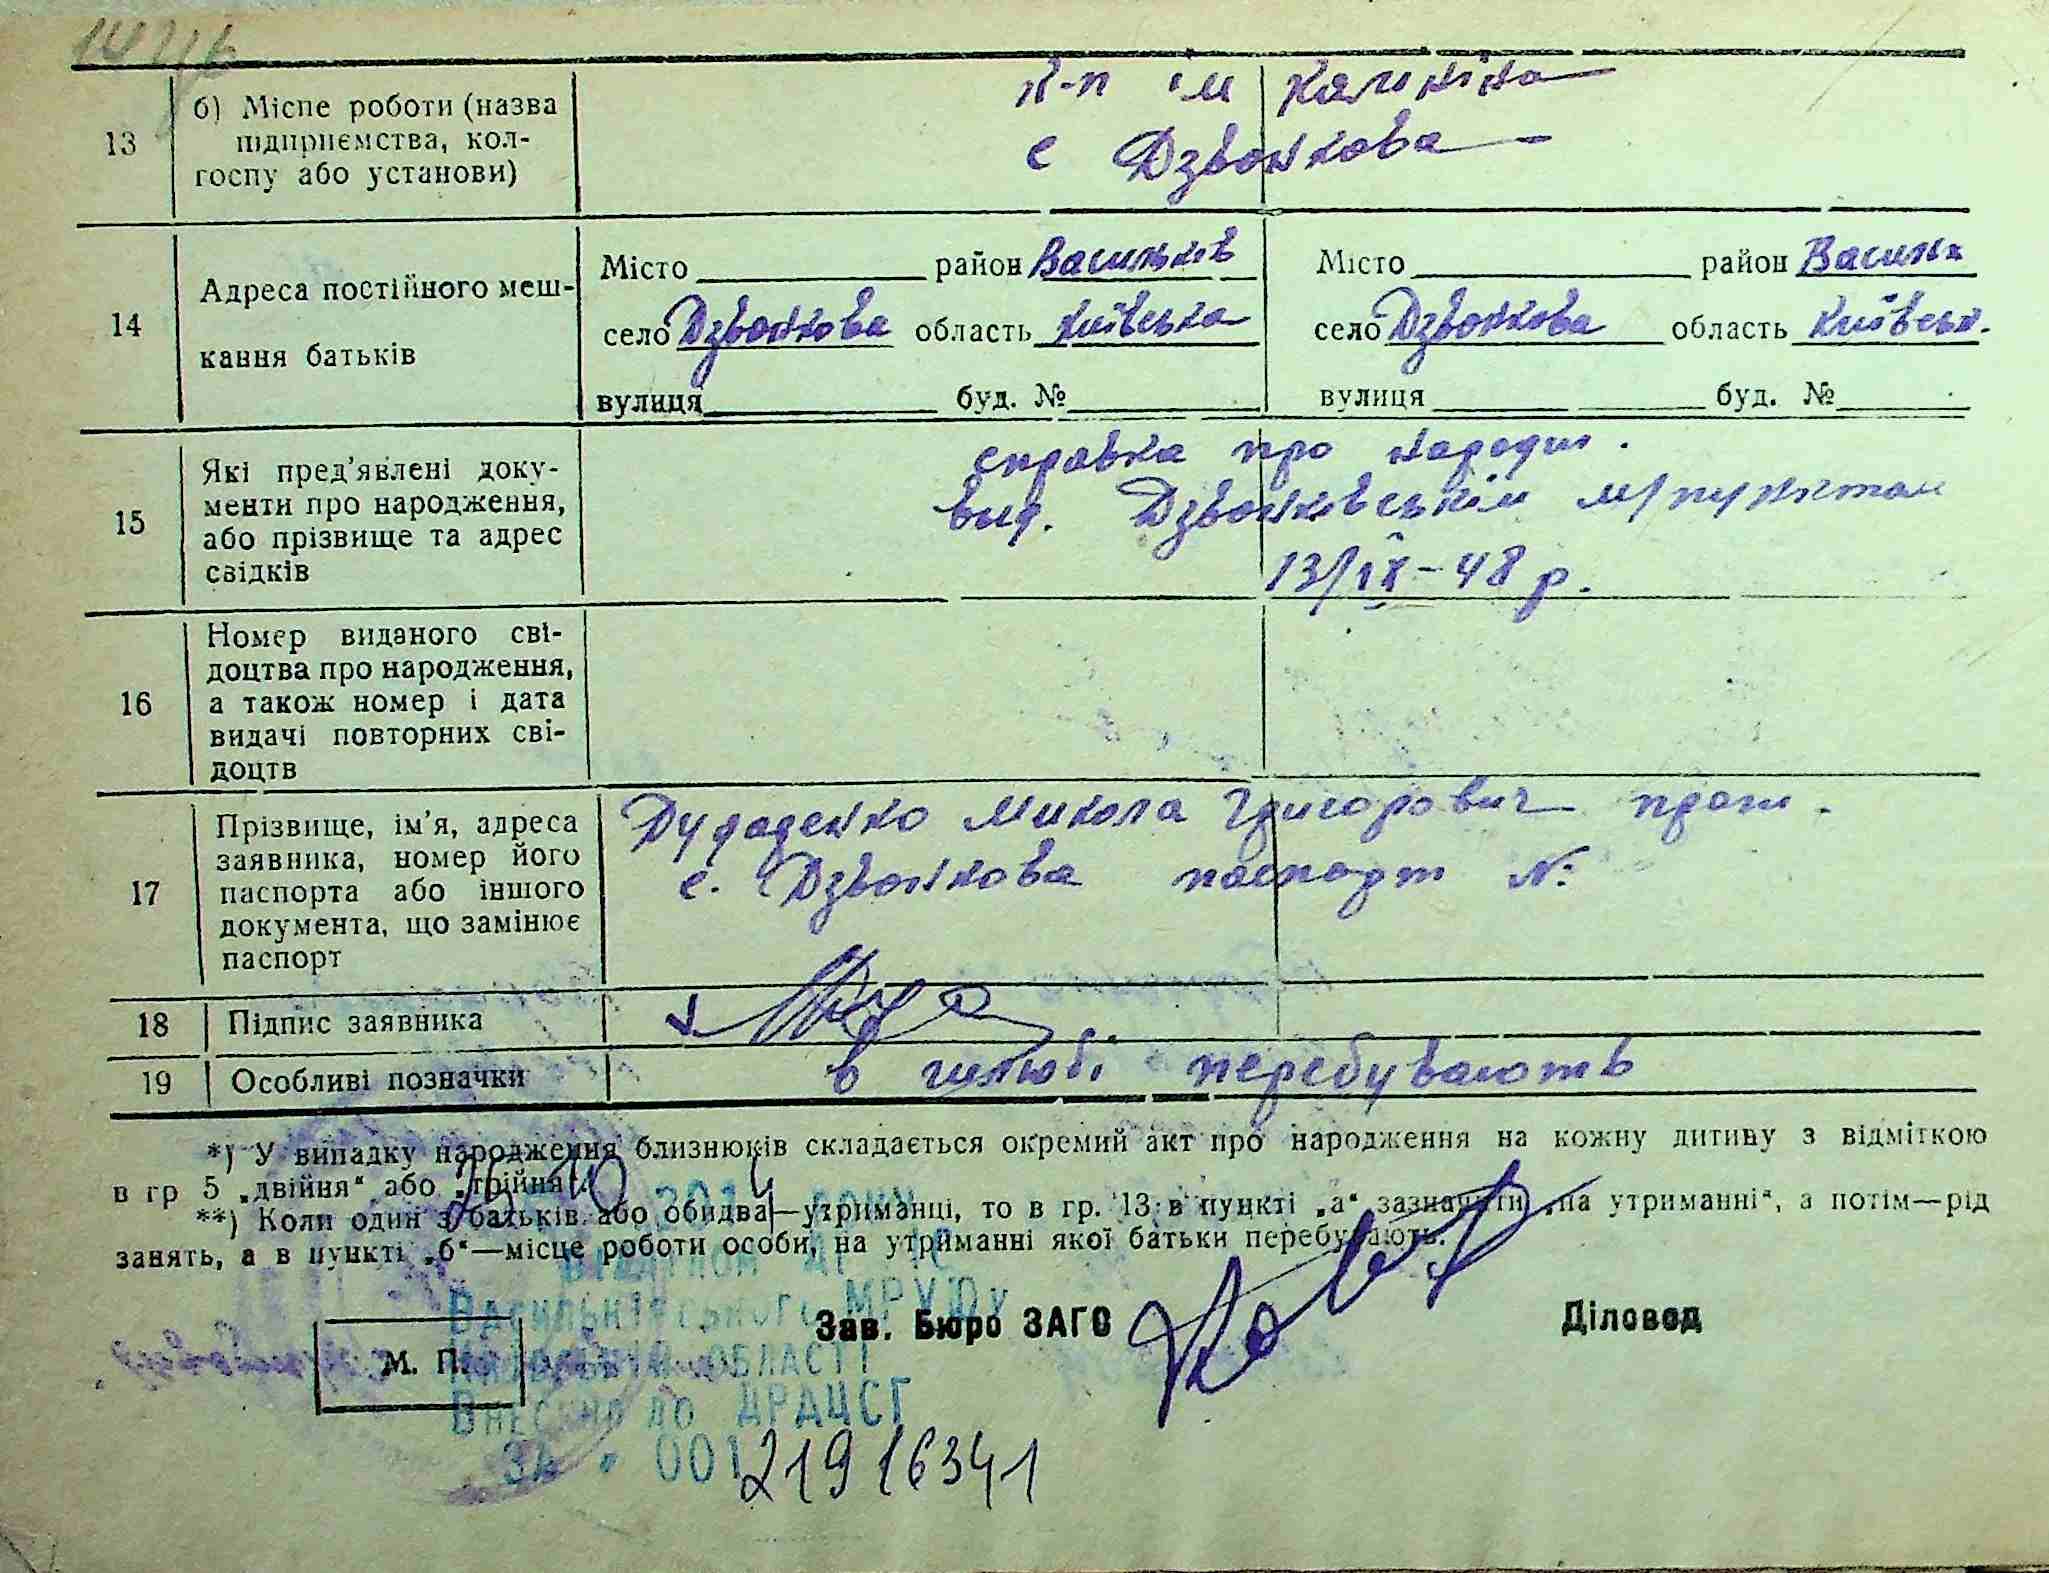 13
б) Місце роботи (назва
підприємства, кол-
госпу або установи)
к-п ім Калініна
с Дзвонкова
14
Адреса постійного меш-
кання батьків
Місто район Васильків
село Дзвонкова область Київська
вулиця буд. №
Місто район Васильк
село Дзвонкова область Київськ.
вулиця буд. №
15
Які пред’явлені доку-
менти про народження,
або прізвище та адрес
свідків
справка про народж.
вид. Дзвонківським м/пунктом
13/IX-48 р.
16
Номер виданого сві-
доцтва про народження,
а також номер і дата
видачі повторних сві-
доцтв
17
Прізвище, ім’я, адреса
заявника, номер його
паспорта або іншого
документа, що замінює
паспорт
Микола Григорович прож.
с. Дзвонкова паспорт №
18 Підпис заявника
19 Особливі позначки
в шлюбі перебувають
*) У випадку народження близнюків складається окремий акт про народження на кожну дитину з відміткою
в гр 5 „двійня“ або „трійня“.
**) Коли один з батьків або обидва—утриманці, то в гр. 13 в пункті „а“ зазначити „на утриманні“, а потім—рід
занять, а в пункті „б“—місце роботи особи, на утриманні якої батьки перебувають.
2014 року
Васильківського МРУЮ
Київській області
Зав. Бюро ЗАГС
Діловод
М. П.
Внесено до ДРАЦСГ
за № 00121916341